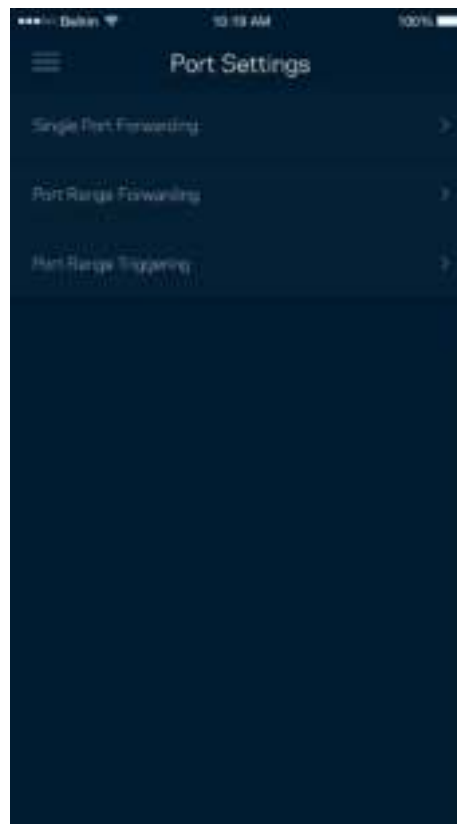 Belkin 10:19 AM 100%
Port Settings
Single Port Forwarding
Port Range Forwarding
Port Range Triggering